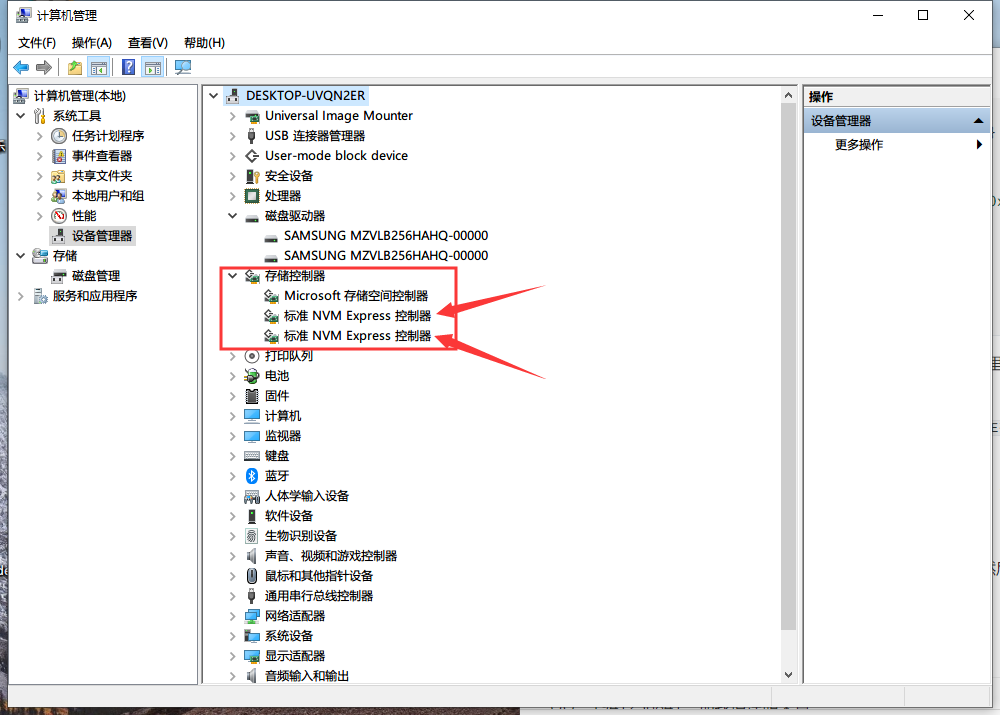 计算机管理
文件(F) 操作(A) 查看(V) 帮助(H)
计算机管理(本地)
系统工具
任务计划程序
事件查看器
共享文件夹
本地用户和组
性能
设备管理器
存储
磁盘管理
服务和应用程序
DESKTOP-UVQN2ER
Universal Image Mounter
USB 连接器管理器
User-mode block device
安全设备
处理器
磁盘驱动器
SAMSUNG MZVLB256HAHQ-00000
SAMSUNG MZVLB256HAHQ-00000
存储控制器
Microsoft 存储空间控制器
标准 NVM Express 控制器
标准 NVM Express 控制器
打印队列
电池
固件
计算机
监视器
键盘
蓝牙
人体学输入设备
软件设备
生物识别设备
声音、视频和游戏控制器
鼠标和其他指针设备
通用串行总线控制器
网络适配器
系统设备
显示适配器
音频输入和输出
操作
设备管理器
更多操作